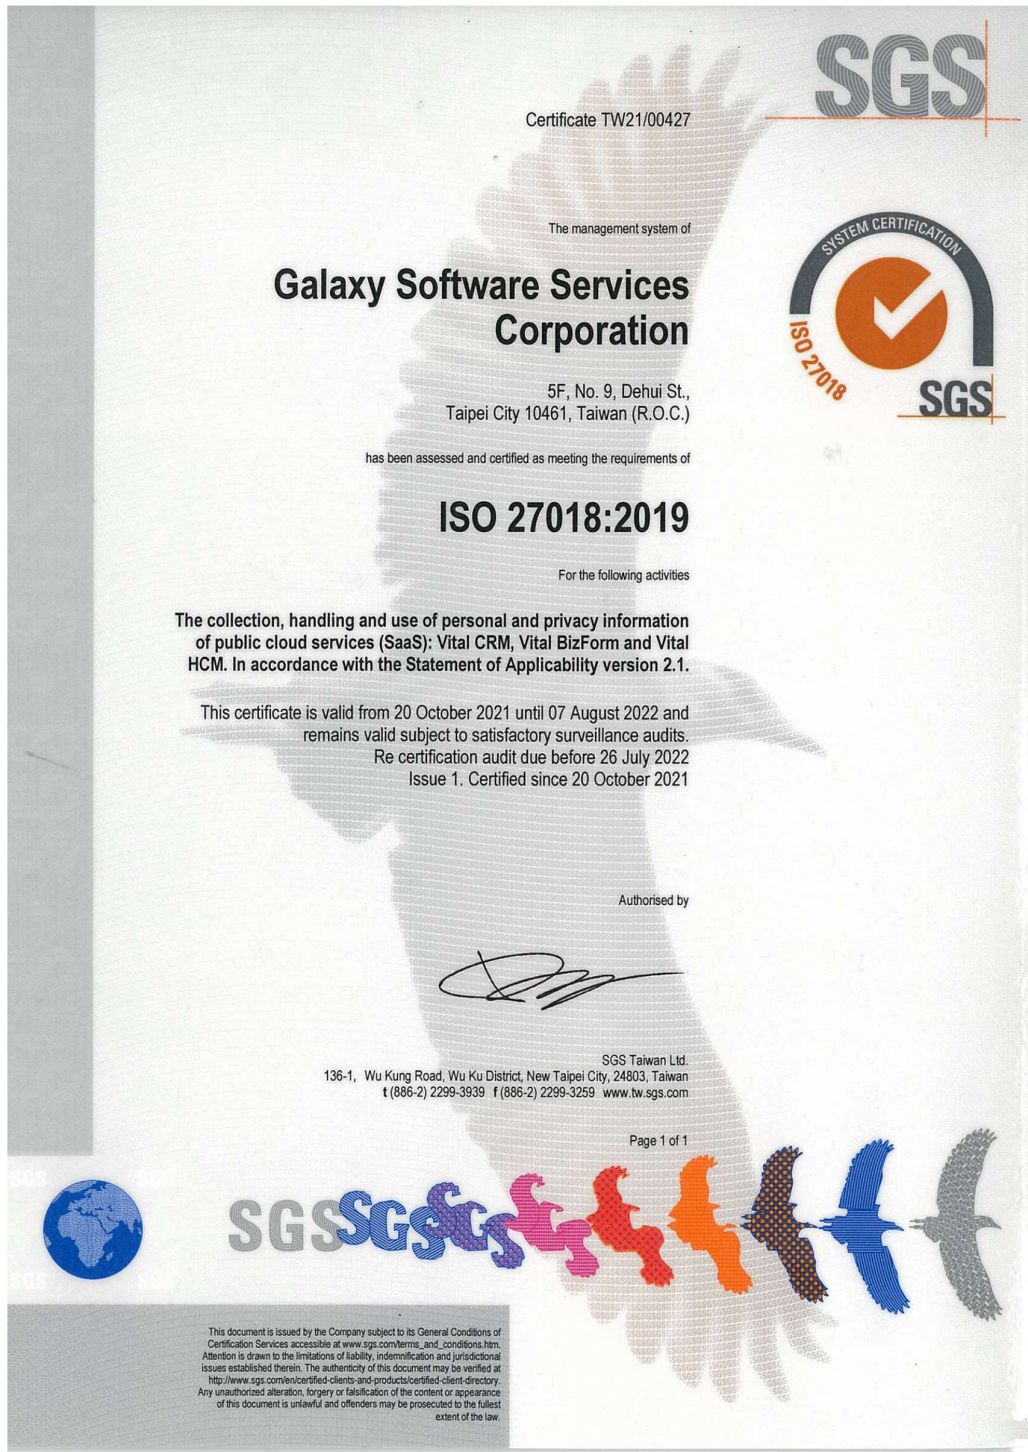 SGS
Certificate TW21/00427
The management system of
Galaxy Software Services
Corporation
SYSTEM CERTIFICATION
ISO 27018
SGS
5F, No. 9, Dehui St.,
Taipei City 10461, Taiwan (R.O.C.)
has been assessed and certified as meeting the requirements of
ISO 27018:2019
For the following activities
The collection, handling and use of personal and privacy information
of public cloud services (SaaS): Vital CRM, Vital BizForm and Vital
HCM. In accordance with the Statement of Applicability version 2.1.
This certificate is valid from 20 October 2021 until 07 August 2022 and
remains valid subject to satisfactory surveillance audits.
Re certification audit due before 26 July 2022
Issue 1. Certified since 20 October 2021
Authorised by
SGS Taiwan Ltd.
136-1, Wu Kung Road, Wu Ku District, New Taipei City, 24803, Taiwan
t (886-2) 2299-3939 f (886-2) 2299-3259 www.tw.sgs.com
Page 1 of 1
SGS SGS
SGS SGS
SGSSGSSGS
This document is issued by the Company subject to its General Conditions of
Certification Services accessible at www.sgs.com/terms_and_conditions.htm.
Attention is drawn to the limitations of liability, indemnification and jurisdictional
issues established therein. The authenticity of this document may be verified at
http://www.sgs.com/en/certified-clients-and-products/certified-client-directory.
Any unauthorized alteration, forgery or falsification of the content or appearance
of this document is unlawful and offenders may be prosecuted to the fullest
extent of the law.